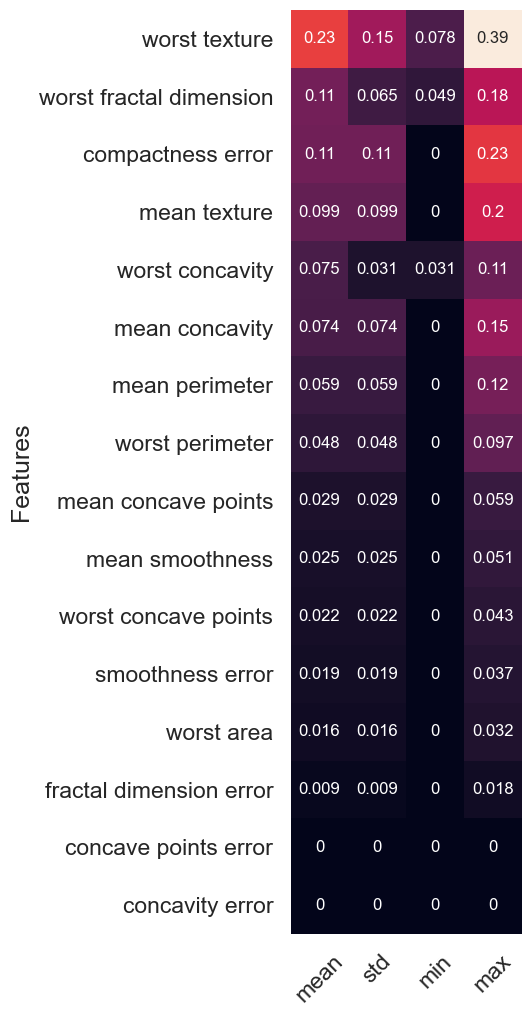 worst texture 0.23 0.15 0.078 0.39
worst fractal dimension 0.11 0.065 0.049 0.18
compactness error 0.11 0.11 0 0.23
mean texture 0.099 0.099 0 0.2
worst concavity 0.075 0.031 0.031 0.11
mean concavity 0.074 0.074 0 0.15
mean perimeter 0.059 0.059 0 0.12
worst perimeter 0.048 0.048 0 0.097
Features
mean concave points 0.029 0.029 0 0.059
mean smoothness 0.025 0.025 0 0.051
worst concave points 0.022 0.022 0 0.043
smoothness error 0.019 0.019 0 0.037
worst area 0.016 0.016 0 0.032
fractal dimension error 0.009 0.009 0 0.018
concave points error 0 0 0 0
concavity error 0 0 0 0
mean std min max